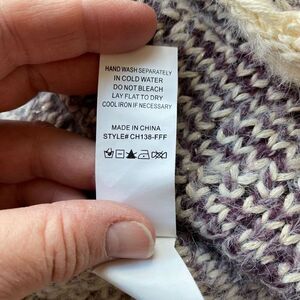 HAND WASH SEPARATELY
IN COLD WATER
DO NOT BLEACH
LAY FLAT TO DRY
COOL IRON IF NECESSARY
MADE IN CHINA
STYLE# CH138-FFF